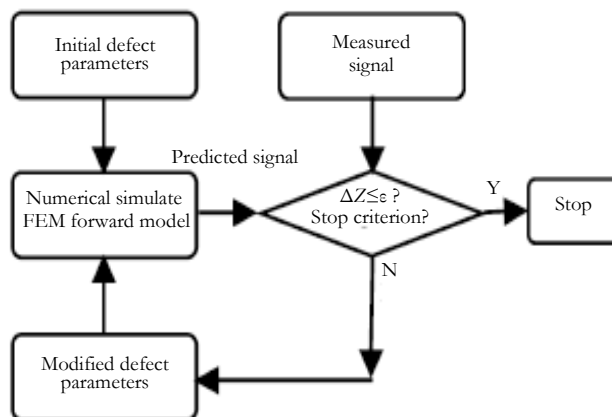 Initial defect
parameters
Measured
signal
Predicted signal
Numerical simulate
FEM forward model
ΔZ≤ε ?
Stop criterion?
Y
Stop
N
Modified defect
parameters